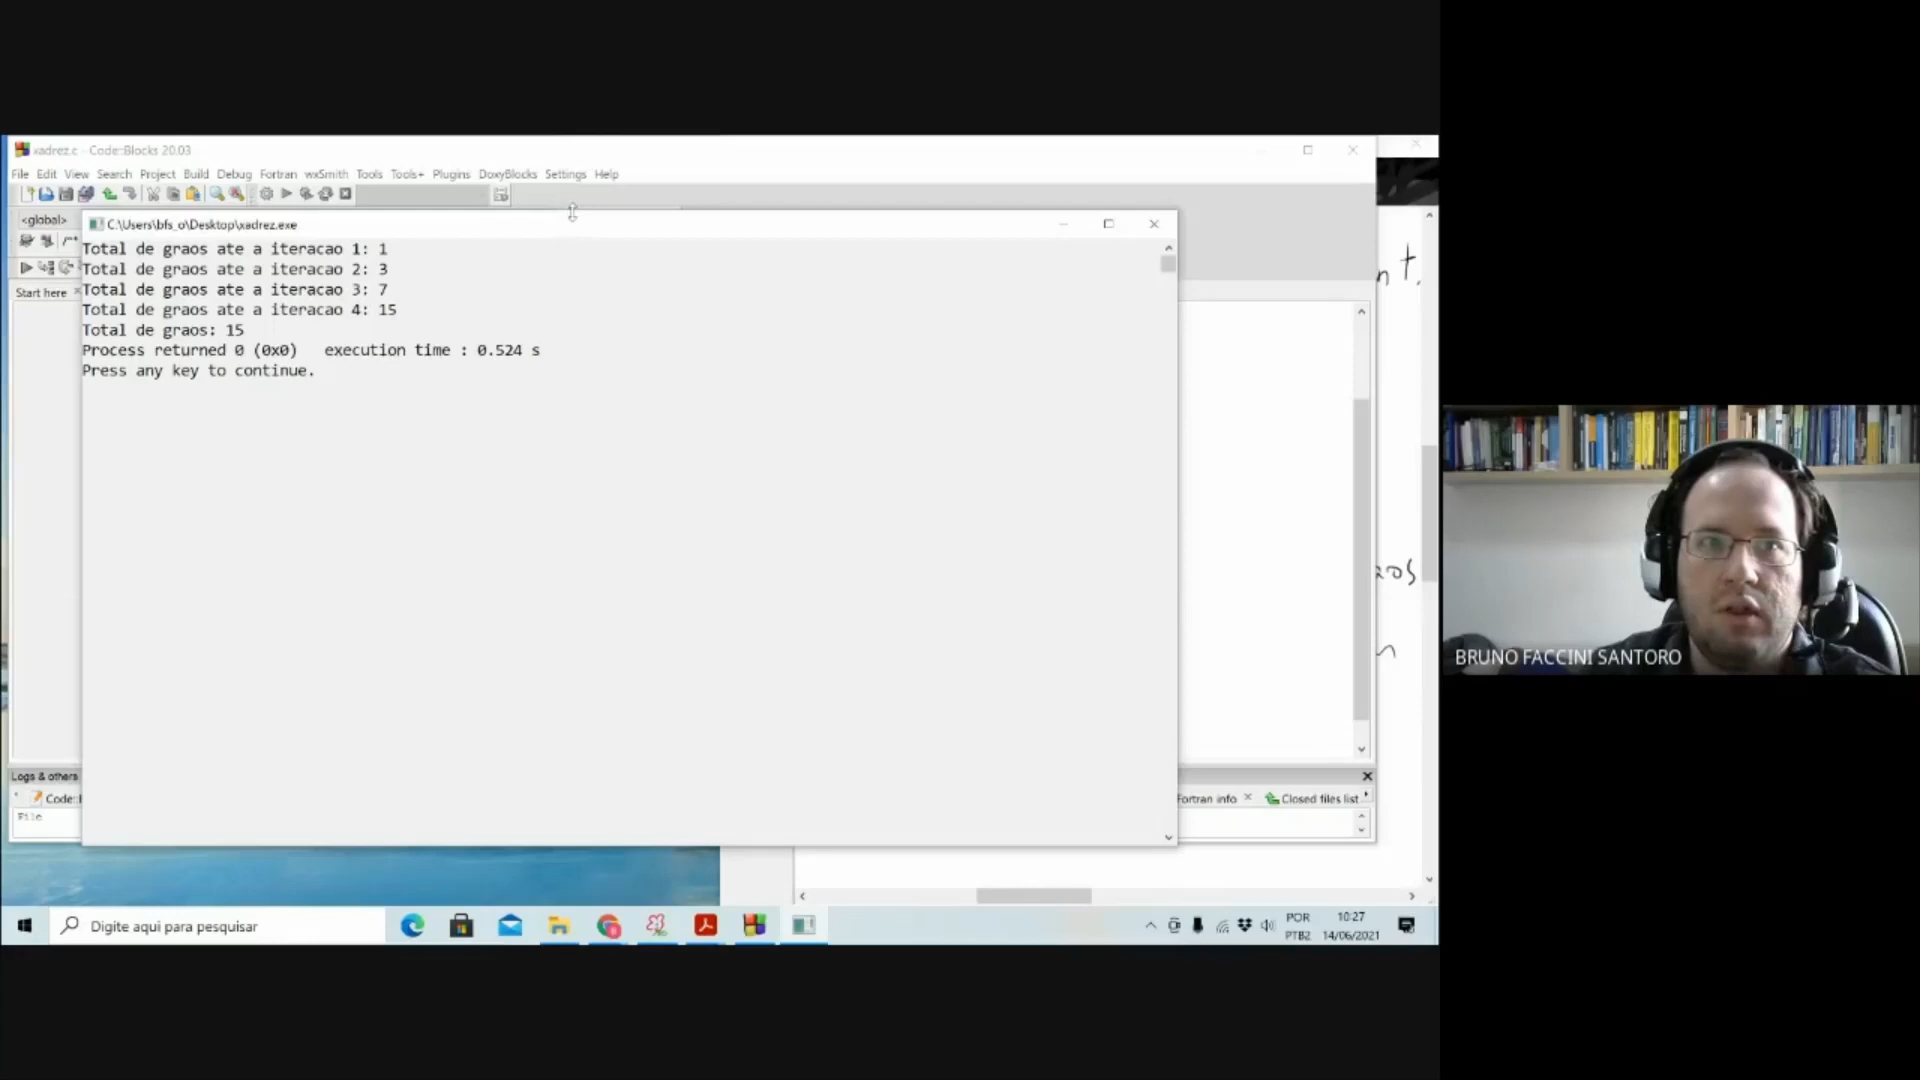 xadrez.c - Code::Blocks 20.03
File Edit View Search Project Build Debug Fortran wxSmith Tools Tools+ Plugins DoxyBlocks Settings Help
<global>
C:\Users\bfs_o\Desktop\xadrez.exe
Total de graos ate a iteracao 1: 1
Total de graos ate a iteracao 2: 3
Start here
Total de graos ate a iteracao 3: 7
Total de graos ate a iteracao 4: 15
Total de graos: 15
Process returned 0 (0x0)   execution time : 0.524 s
Press any key to continue.
nt.
aos
BRUNO FACCINI SANTORO
Logs & others
Code::
Fortran info
Closed files list
File
Digite aqui para pesquisar
POR
PTB2
10:27
14/06/2021